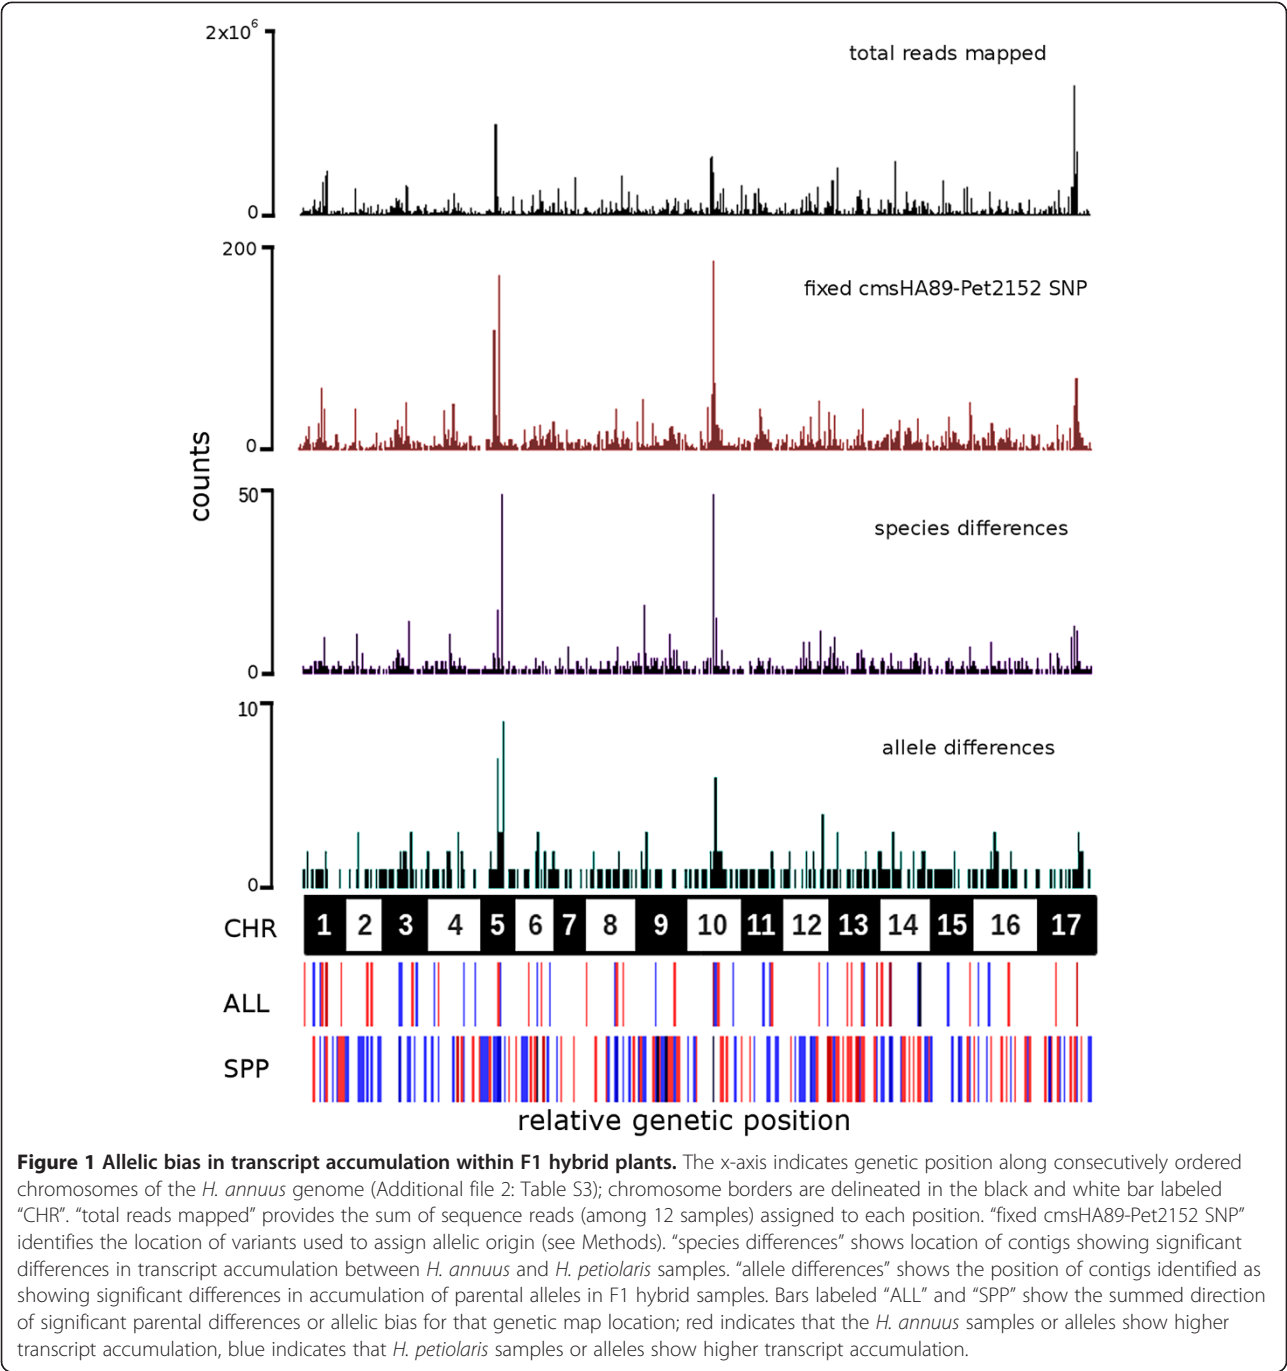 2x10⁶
total reads mapped
0
200
fixed cmsHA89-Pet2152 SNP
0
counts
50
species differences
0
10
allele differences
0
CHR 1 2 3 4 5 6 7 8 9 10 11 12 13 14 15 16 17
ALL
SPP
relative genetic position
Figure 1 Allelic bias in transcript accumulation within F1 hybrid plants. The x-axis indicates genetic position along consecutively ordered
chromosomes of the H. annuus genome (Additional file 2: Table S3); chromosome borders are delineated in the black and white bar labeled
“CHR”. “total reads mapped” provides the sum of sequence reads (among 12 samples) assigned to each position. “fixed cmsHA89-Pet2152 SNP”
identifies the location of variants used to assign allelic origin (see Methods). “species differences” shows location of contigs showing significant
differences in transcript accumulation between H. annuus and H. petiolaris samples. “allele differences” shows the position of contigs identified as
showing significant differences in accumulation of parental alleles in F1 hybrid samples. Bars labeled “ALL” and “SPP” show the summed direction
of significant parental differences or allelic bias for that genetic map location; red indicates that the H. annuus samples or alleles show higher
transcript accumulation, blue indicates that H. petiolaris samples or alleles show higher transcript accumulation.